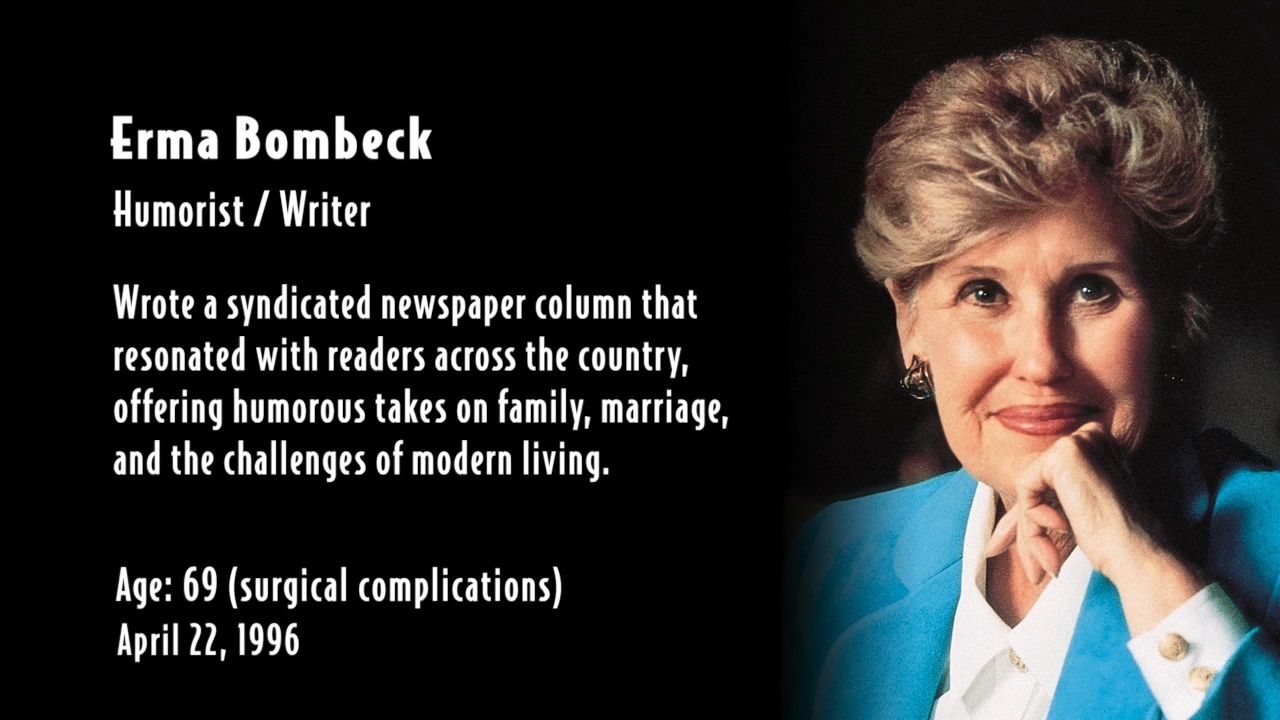 Erma Bombeck
Humorist / Writer
Wrote a syndicated newspaper column that
resonated with readers across the country,
offering humorous takes on family, marriage,
and the challenges of modern living.
Age: 69 (surgical complications)
April 22, 1996